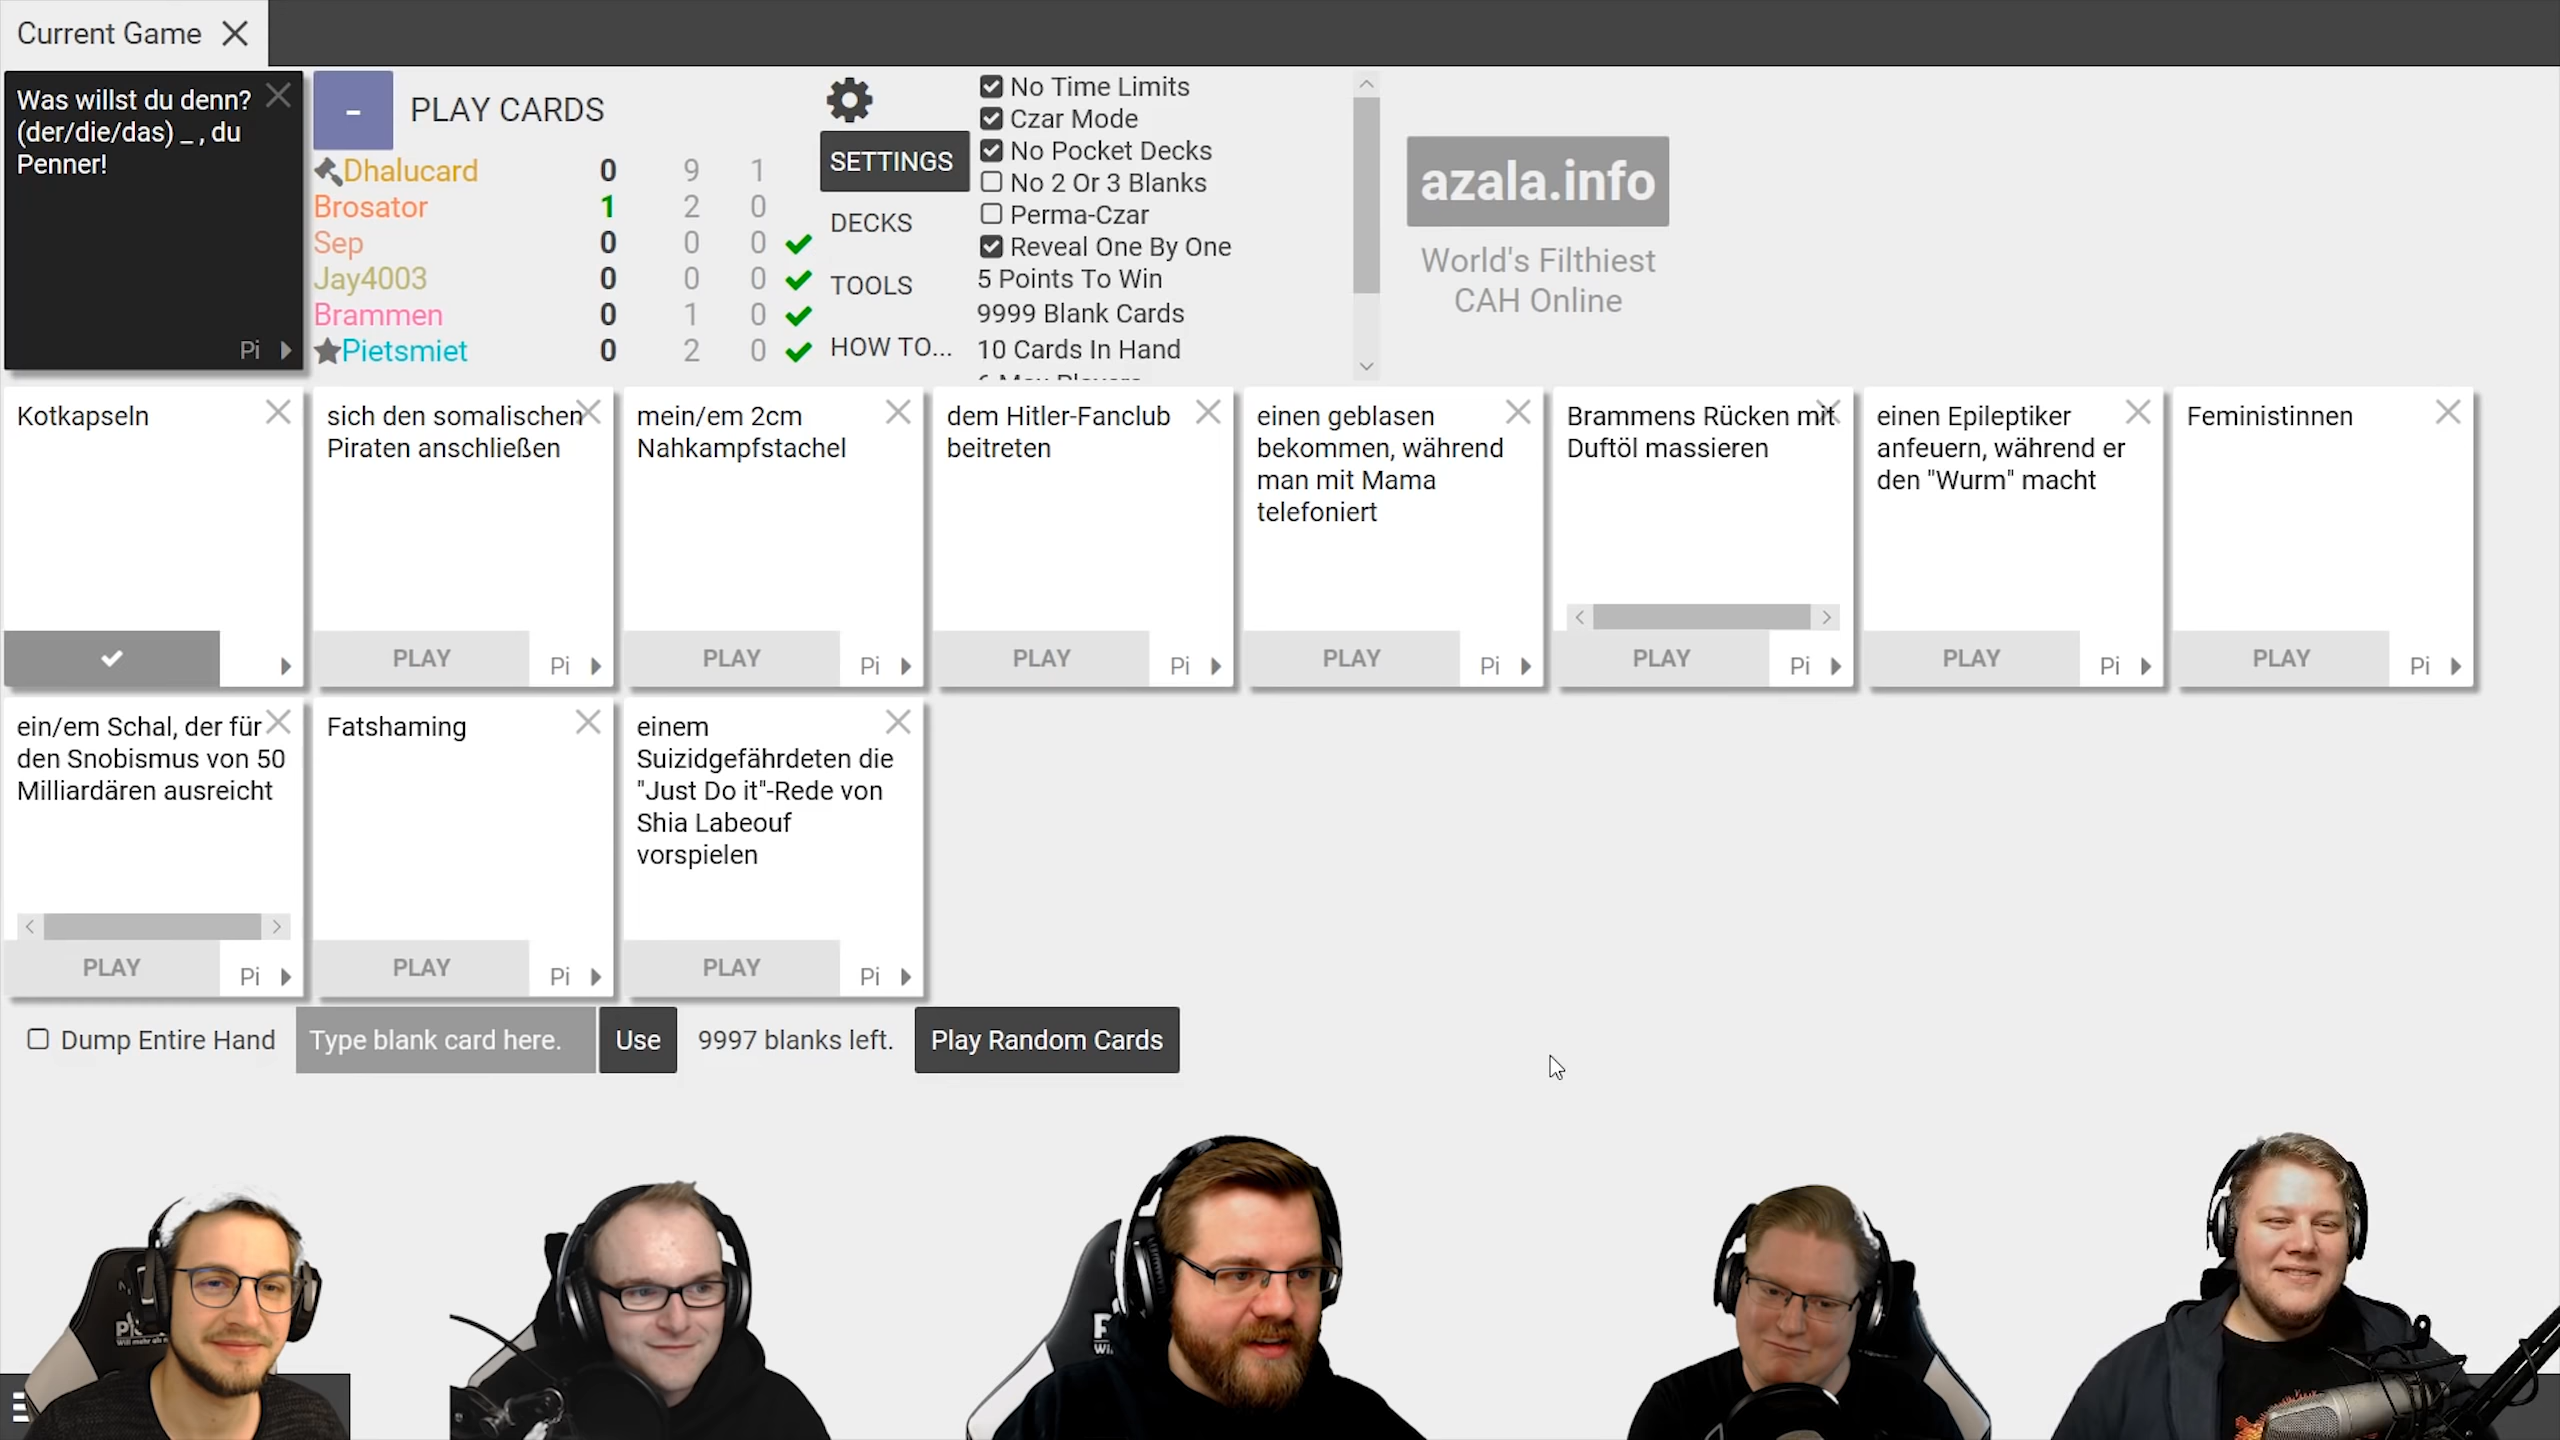 Current Game
Was willst du denn?
(der/die/das) _ , du
Penner!
Pi
-
PLAY CARDS
Dhalucard 0 9 1
Brosator 1 2 0
Sep 0 0 0
Jay4003 0 0 0
Brammen 0 1 0
Pietsmiet 0 2 0
SETTINGS
DECKS
TOOLS
HOW TO...
No Time Limits
Czar Mode
No Pocket Decks
No 2 Or 3 Blanks
Perma-Czar
Reveal One By One
5 Points To Win
9999 Blank Cards
10 Cards In Hand
azala.info
World's Filthiest
CAH Online
Kotkapseln
sich den somalischen
Piraten anschließen
PLAY Pi
mein/em 2cm
Nahkampfstachel
PLAY Pi
dem Hitler-Fanclub
beitreten
PLAY Pi
einen geblasen
bekommen, während
man mit Mama
telefoniert
PLAY Pi
Brammens Rücken mit
Duftöl massieren
PLAY Pi
einen Epileptiker
anfeuern, während er
den "Wurm" macht
PLAY Pi
Feministinnen
PLAY Pi
ein/em Schal, der für
den Snobismus von 50
Milliardären ausreicht
PLAY Pi
Fatshaming
PLAY Pi
einem
Suizidgefährdeten die
"Just Do it"-Rede von
Shia Labeouf
vorspielen
PLAY Pi
Dump Entire Hand
Type blank card here.
Use
9997 blanks left.
Play Random Cards